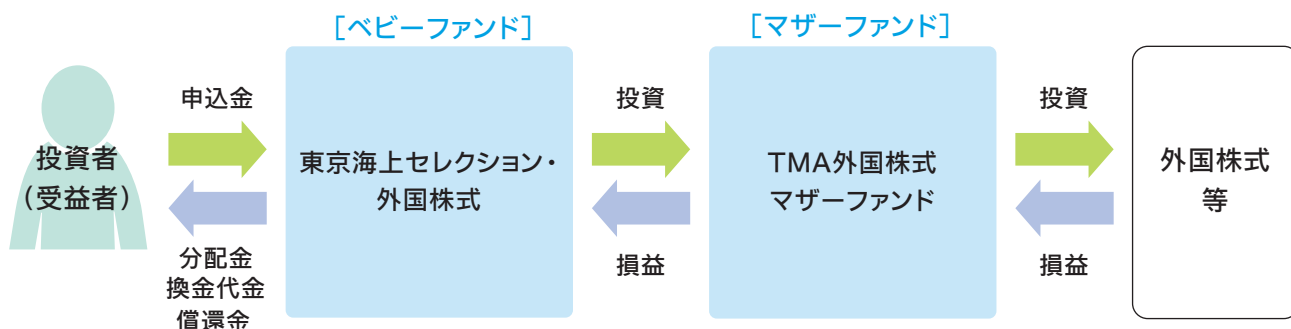 [ベビーファンド]
[マザーファンド]
投資者
(受益者)
申込金
分配金
換金代金
償還金
東京海上セレクション・
外国株式
投資
損益
TMA外国株式
マザーファンド
投資
損益
外国株式
等